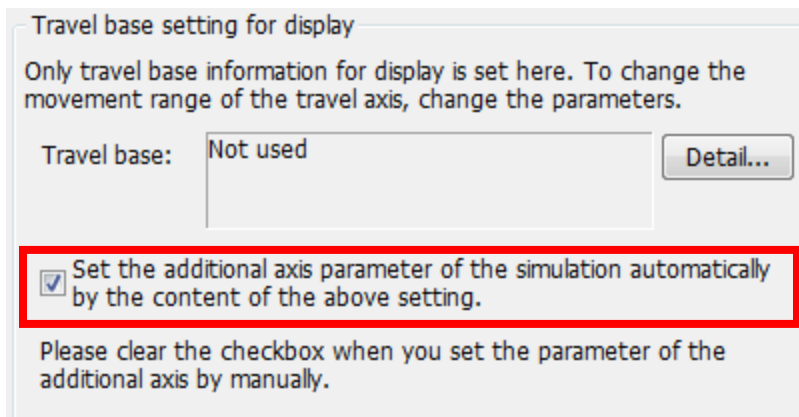 Travel base setting for display
Only travel base information for display is set here. To change the
movement range of the travel axis, change the parameters.
Travel base:
Not used
Detail...
Set the additional axis parameter of the simulation automatically
by the content of the above setting.
Please clear the checkbox when you set the parameter of the
additional axis by manually.